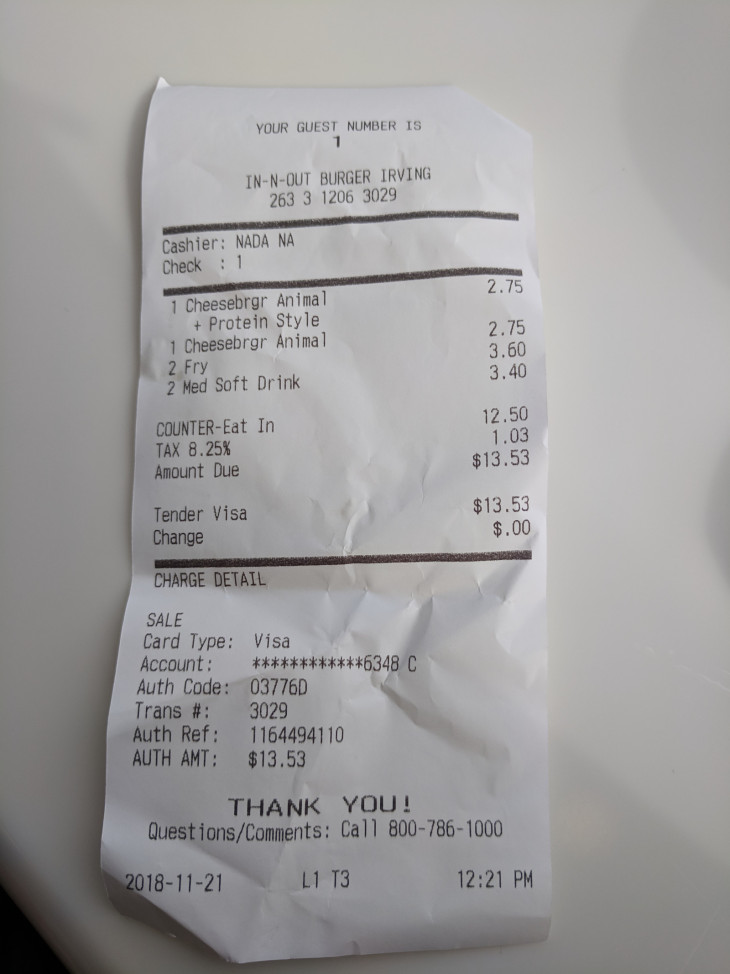 YOUR GUEST NUMBER IS
1
IN-N-OUT BURGER IRVING
263 3 1206 3029
Cashier: NADA NA
Check : 1
1 Cheesebrgr Animal 2.75
+ Protein Style
1 Cheesebrgr Animal 2.75
2 Fry 3.60
2 Med Soft Drink 3.40
COUNTER-Eat In 12.50
TAX 8.25% 1.03
Amount Due $13.53
Tender Visa $13.53
Change $.00
CHARGE DETAIL
SALE
Card Type: Visa
Account: ************6348 C
Auth Code: 03776D
Trans #: 3029
Auth Ref: 1164494110
AUTH AMT: $13.53
THANK YOU!
Questions/Comments: Call 800-786-1000
2018-11-21 L1 T3 12:21 PM